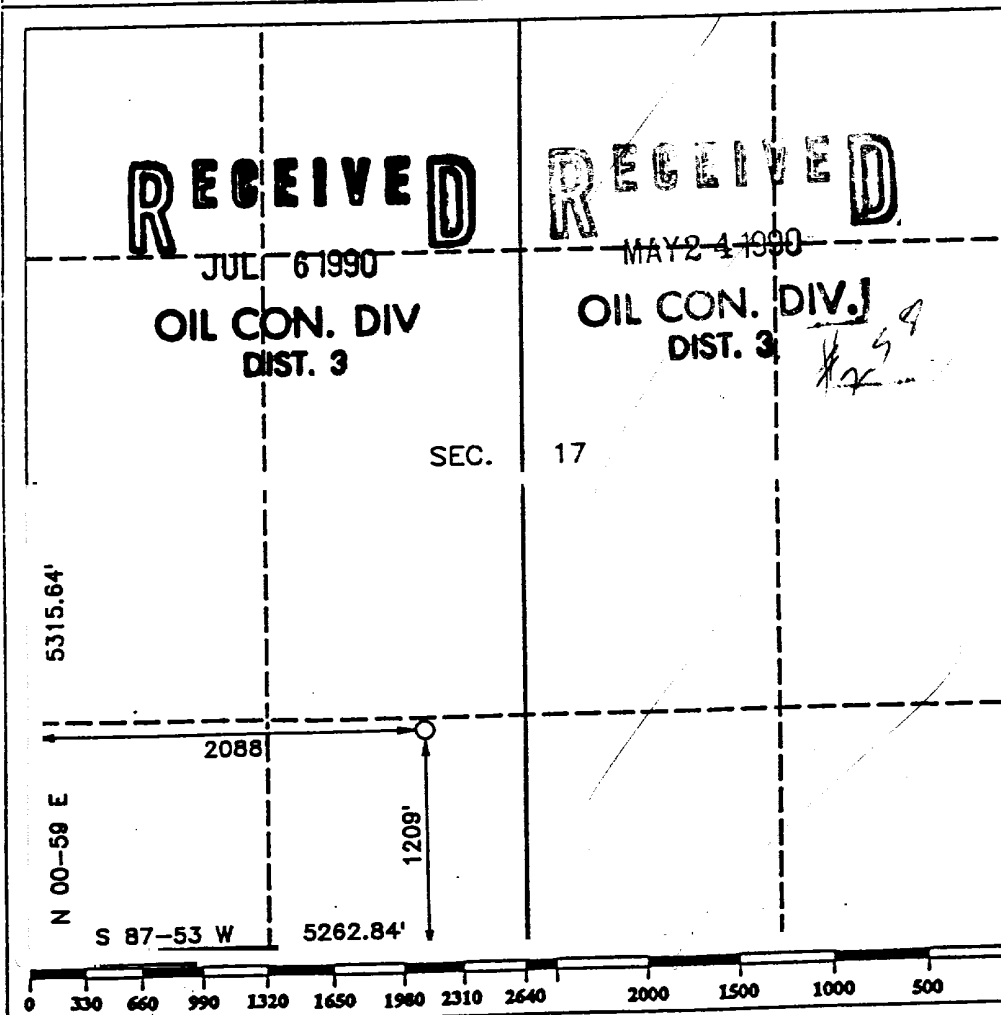 RECEIVED RECEIVED
JUL 6 1990 MAY 24 1990
OIL CON. DIV OIL CON. DIV.
DIST. 3 DIST. 3
SEC. 17
5315.64'
2088
1209'
N 00-59 E
S 87-53 W 5262.84'
0 330 660 990 1320 1650 1980 2310 2640 2000 1500 1000 500